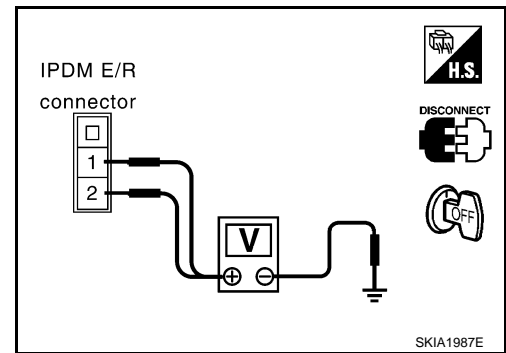 IPDM E/R
connector
1
2
V
+ −
H.S.
DISCONNECT
OFF
SKIA1987E